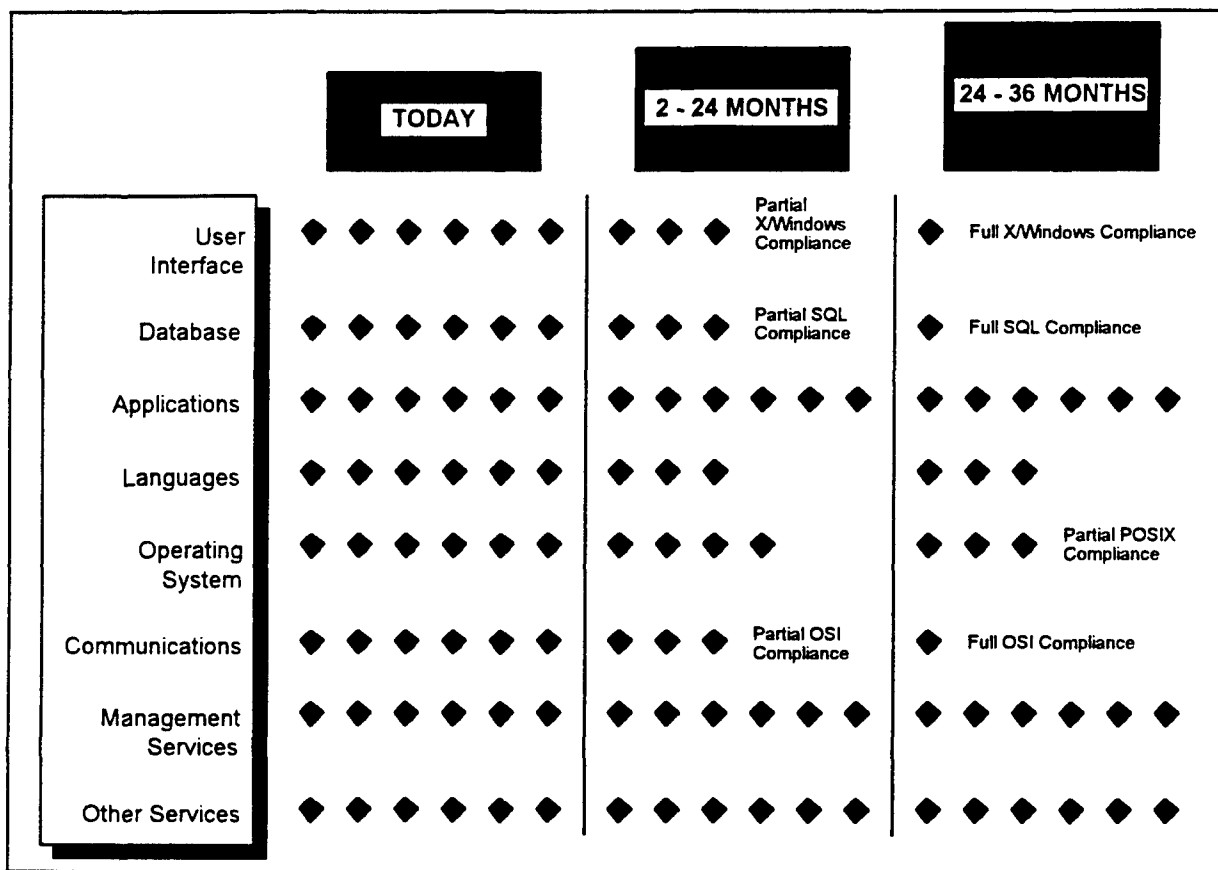 TODAY
2 - 24 MONTHS
24 - 36 MONTHS
User
Interface
Partial
X/Windows
Compliance
Full X/Windows Compliance
Database
Partial SQL
Compliance
Full SQL Compliance
Applications
Languages
Operating
System
Partial POSIX
Compliance
Communications
Partial OSI
Compliance
Full OSI Compliance
Management
Services
Other Services